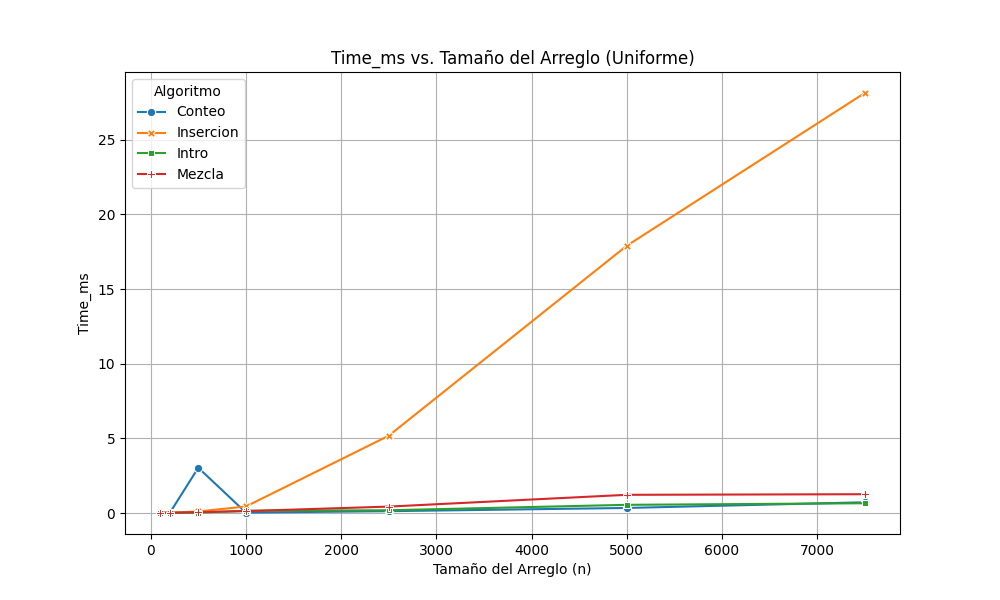 Time_ms vs. Tamaño del Arreglo (Uniforme)
Algoritmo
Conteo
Insercion
Intro
Mezcla
Time_ms
25
20
15
10
5
0
0 1000 2000 3000 4000 5000 6000 7000
Tamaño del Arreglo (n)